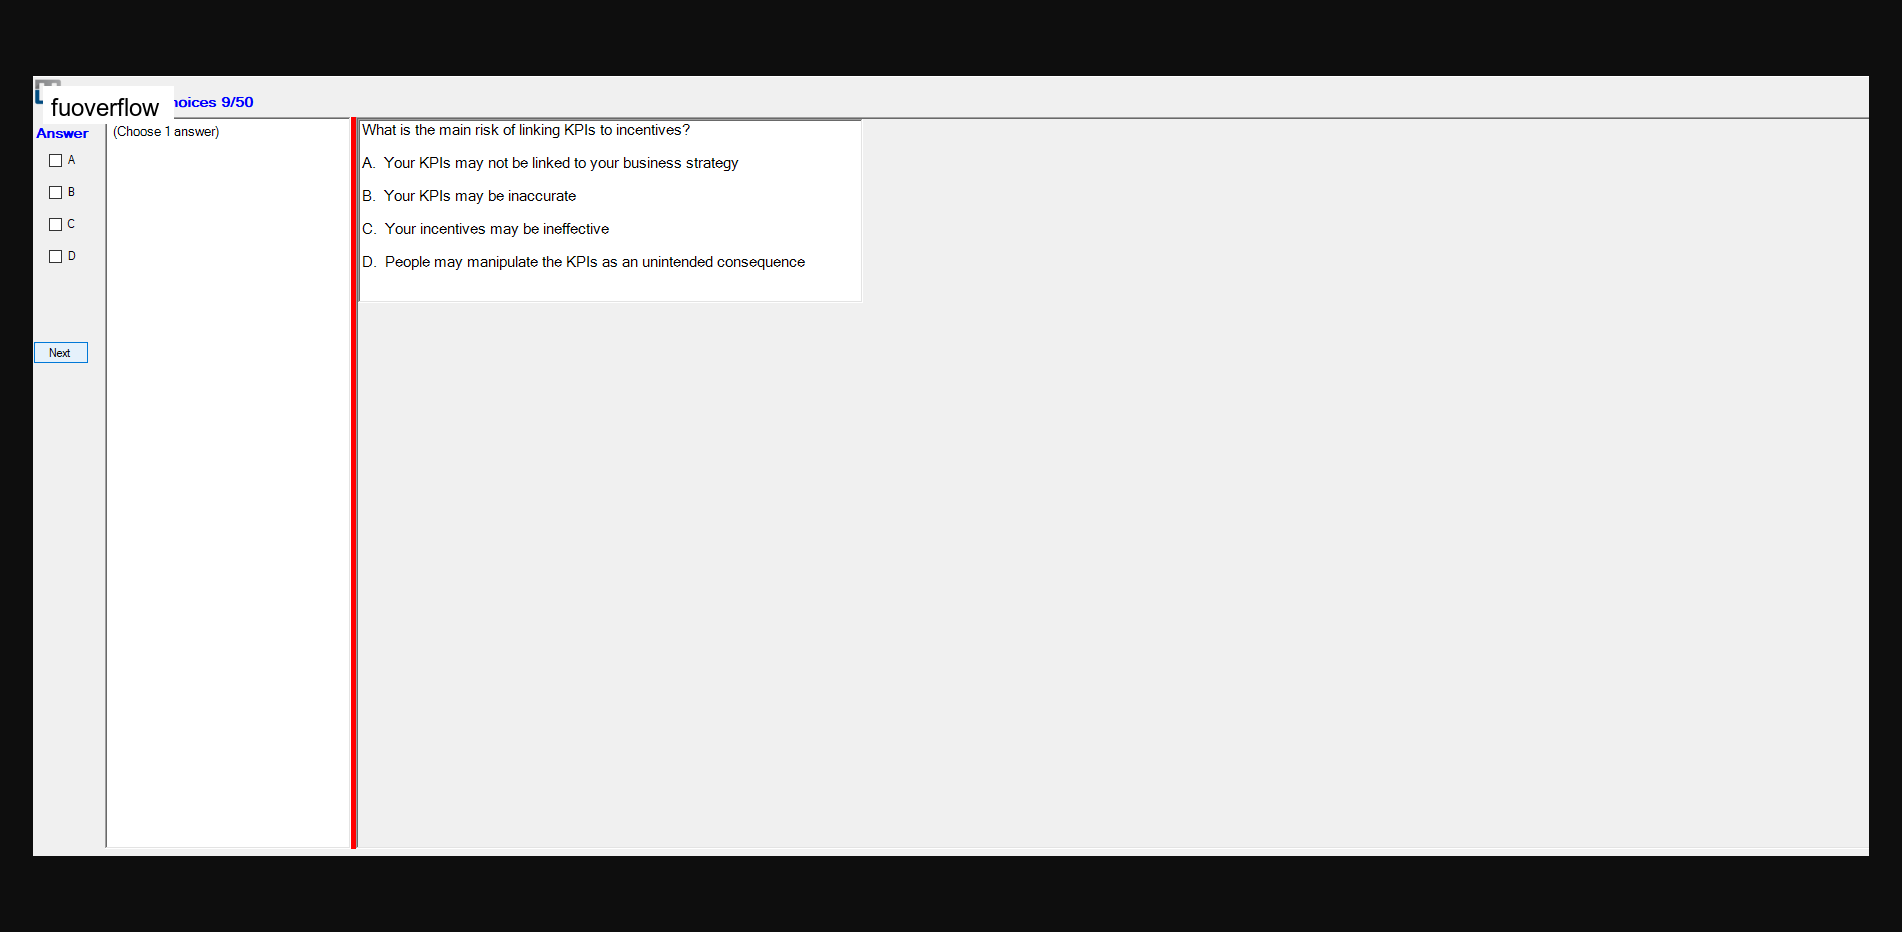 fuoverflow
hoices 9/50
Answer
(Choose 1 answer)
A
B
C
D
Next
What is the main risk of linking KPIs to incentives?
A. Your KPIs may not be linked to your business strategy
B. Your KPIs may be inaccurate
C. Your incentives may be ineffective
D. People may manipulate the KPIs as an unintended consequence